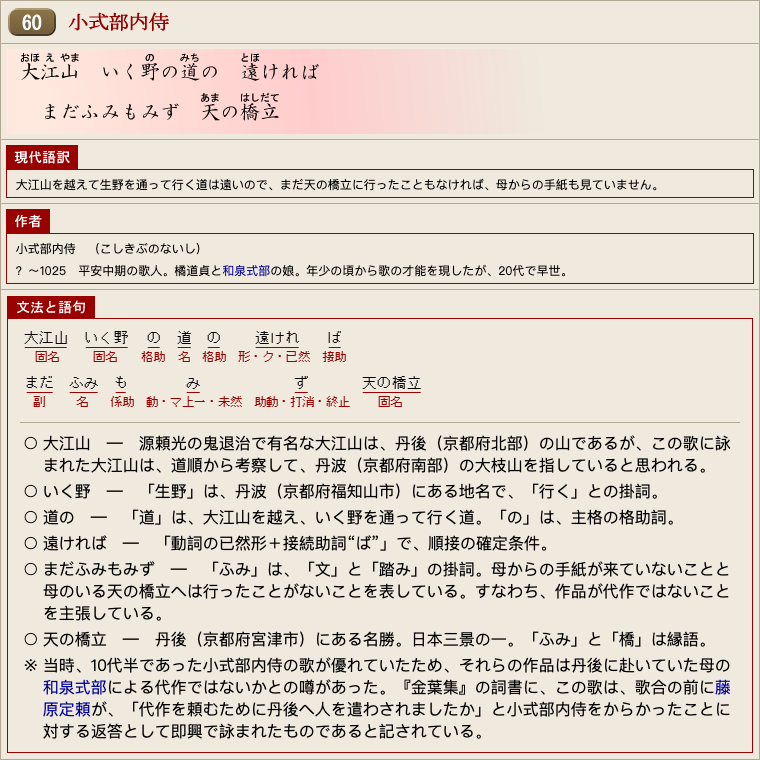 60 小式部内侍
おほ え やま の みち とほ
大江山 いく野の道の 遠ければ
あま はしだて
まだふみもみず 天の橋立
現代語訳
大江山を越えて生野を通って行く道は遠いので、まだ天の橋立に行ったこともなければ、母からの手紙も見ていません。
作者
小式部内侍 （こしきぶのないし）
? ～1025 平安中期の歌人。橘道貞と和泉式部の娘。年少の頃から歌の才能を現したが、20代で早世。
文法と語句
大江山 いく野 の 道 の 遠けれ ば
固名 固名 格助 名 格助 形・ク・已然 接助
まだ ふみ も み ず 天の橋立
副 名 係助 動・マ上一・未然 助動・打消・終止 固名
○ 大江山 ― 源頼光の鬼退治で有名な大江山は、丹後（京都府北部）の山であるが、この歌に詠
まれた大江山は、道順から考察して、丹波（京都府南部）の大枝山を指していると思われる。
○ いく野 ― 「生野」は、丹波（京都府福知山市）にある地名で、「行く」との掛詞。
○ 道の ― 「道」は、大江山を越え、いく野を通って行く道。「の」は、主格の格助詞。
○ 遠ければ ― 「動詞の已然形＋接続助詞“ば”」で、順接の確定条件。
○ まだふみもみず ― 「ふみ」は、「文」と「踏み」の掛詞。母からの手紙が来ていないことと
母のいる天の橋立へは行ったことがないことを表している。すなわち、作品が代作ではないこと
を主張している。
○ 天の橋立 ― 丹後（京都府宮津市）にある名勝。日本三景の一。「ふみ」と「橋」は縁語。
※ 当時、10代半であった小式部内侍の歌が優れていたため、それらの作品は丹後に赴いていた母の
和泉式部による代作ではないかとの噂があった。『金葉集』の詞書に、この歌は、歌合の前に藤
原定頼が、「代作を頼むために丹後へ人を遣わされましたか」と小式部内侍をからかったことに
対する返答として即興で詠まれたものであると記されている。